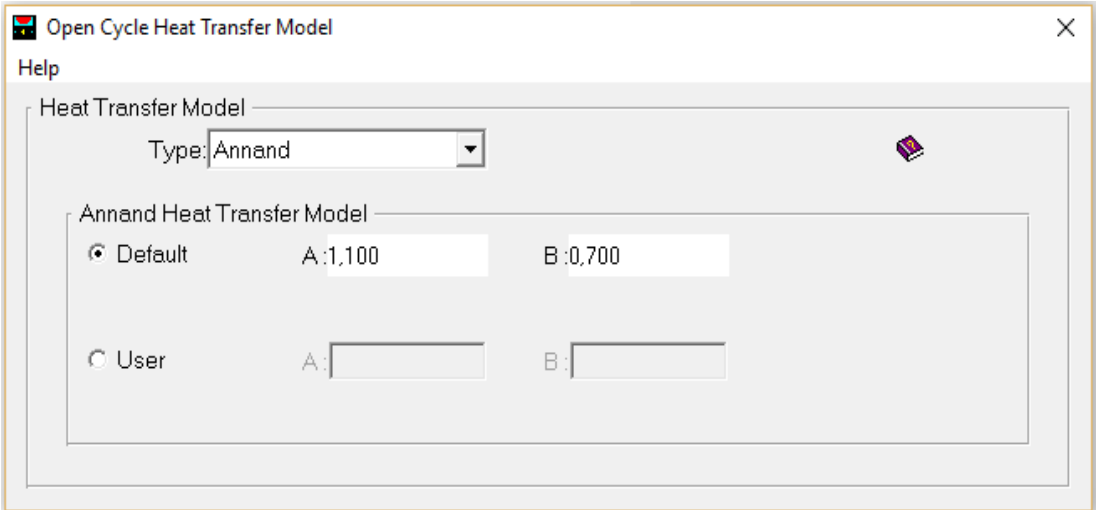 Open Cycle Heat Transfer Model
Help
Heat Transfer Model
Type: Annand
Annand Heat Transfer Model
Default A :1,100 B :0,700
User A : B :